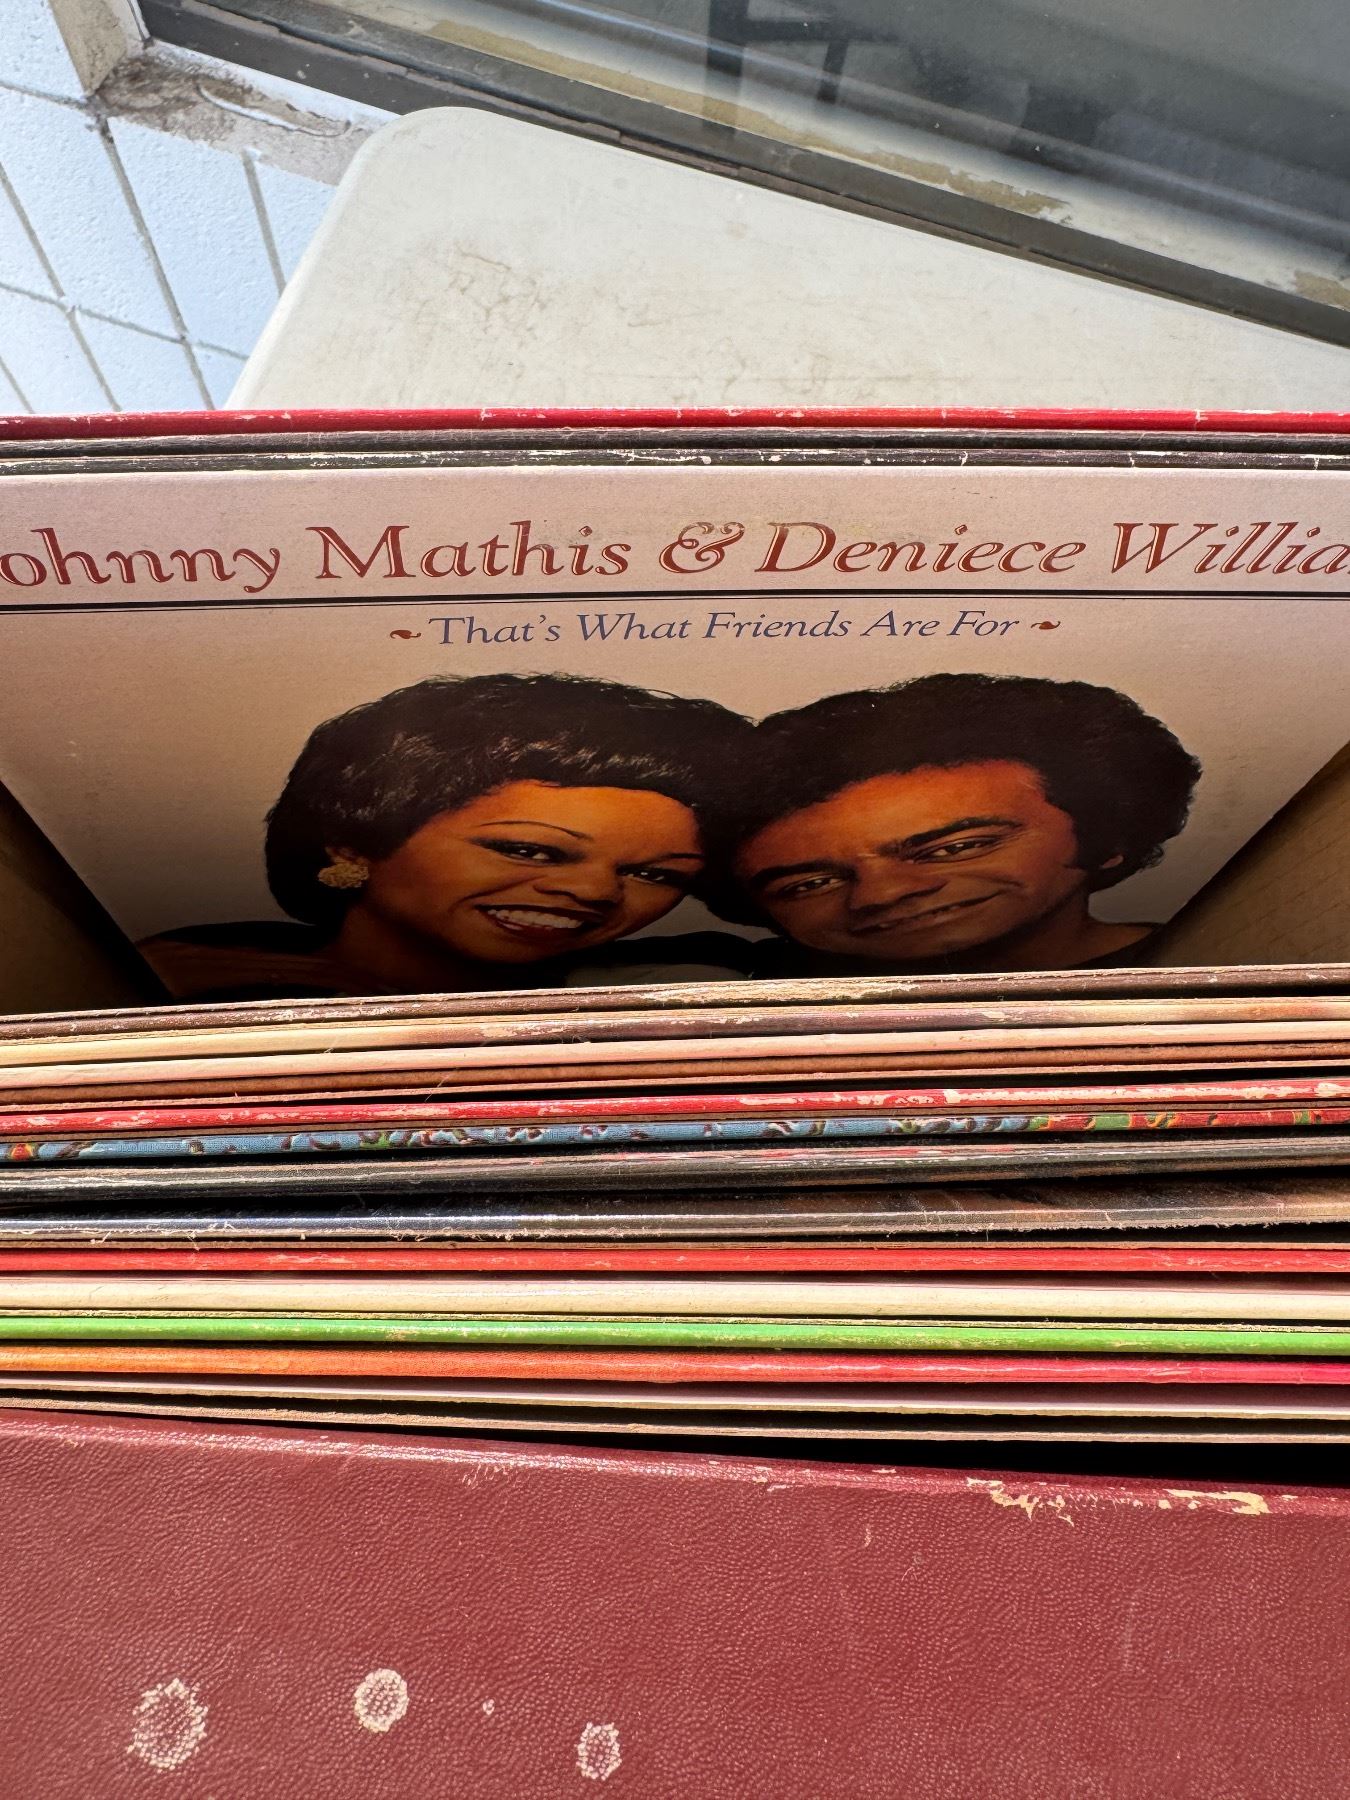 ohnny Mathis & Deniece Willia
~ That's What Friends Are For ~